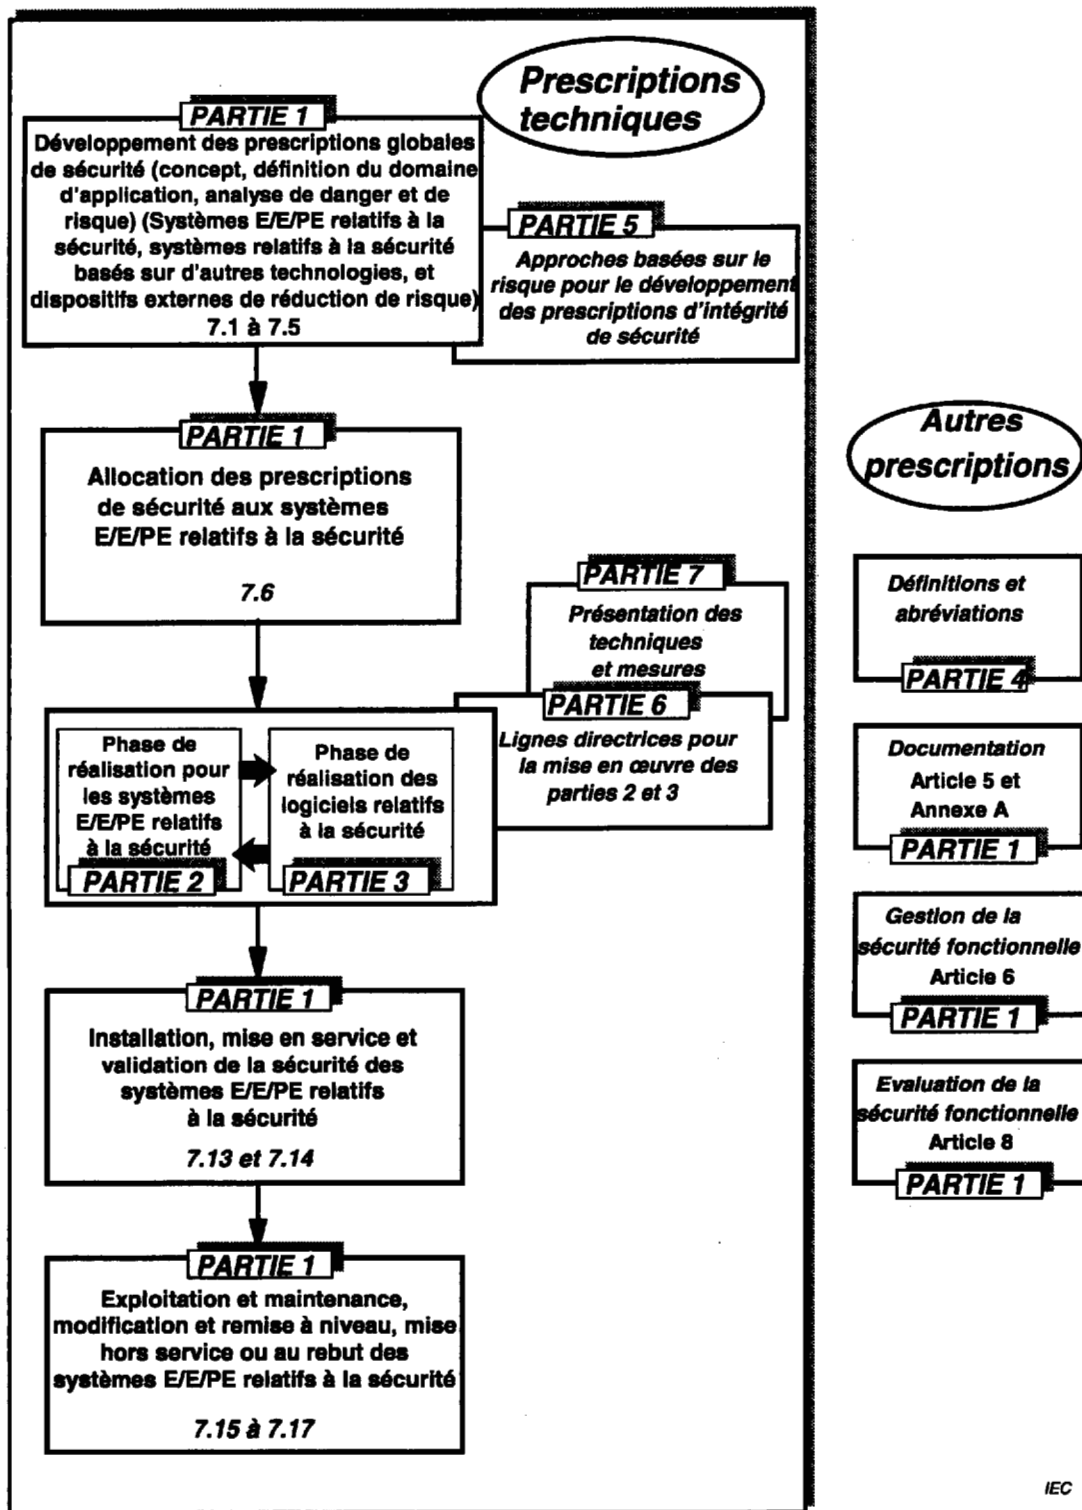 Prescriptions
techniques
PARTIE 1
Développement des prescriptions globales
de sécurité (concept, définition du domaine
d'application, analyse de danger et de
risque) (Systèmes E/E/PE relatifs à la
sécurité, systèmes relatifs à la sécurité
basés sur d'autres technologies, et
dispositifs externes de réduction de risque)
7.1 à 7.5
PARTIE 5
Approches basées sur le
risque pour le développement
des prescriptions d'intégrité
de sécurité
PARTIE 1
Allocation des prescriptions
de sécurité aux systèmes
E/E/PE relatifs à la sécurité
7.6
PARTIE 7
Présentation des
techniques
et mesures
PARTIE 6
Lignes directrices pour
la mise en œuvre des
parties 2 et 3
Phase de
réalisation pour
les systèmes
E/E/PE relatifs
à la sécurité
PARTIE 2
Phase de
réalisation des
logiciels relatifs
à la sécurité
PARTIE 3
PARTIE 1
Installation, mise en service et
validation de la sécurité des
systèmes E/E/PE relatifs
à la sécurité
7.13 et 7.14
PARTIE 1
Exploitation et maintenance,
modification et remise à niveau, mise
hors service ou au rebut des
systèmes E/E/PE relatifs à la sécurité
7.15 à 7.17
Autres
prescriptions
Définitions et
abréviations
PARTIE 4
Documentation
Article 5 et
Annexe A
PARTIE 1
Gestion de la
sécurité fonctionnelle
Article 6
PARTIE 1
Evaluation de la
sécurité fonctionnelle
Article 8
PARTIE 1
IEC